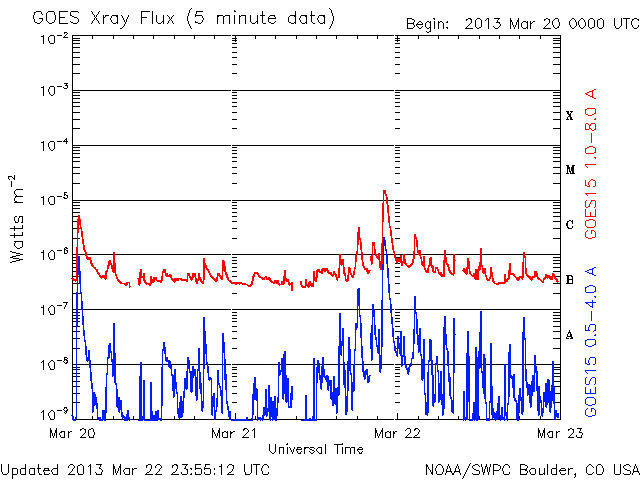 GOES Xray Flux (5 minute data)
Begin: 2013 Mar 20 0000 UTC
10-2
10-3
10-4
10-5
10-6
10-7
10-8
10-9
Watts m-2
X
M
C
B
A
GOES15 1.0-8.0 A
GOES15 0.5-4.0 A
Mar 20
Mar 21
Mar 22
Mar 23
Universal Time
Updated 2013 Mar 22 23:55:12 UTC
NOAA/SWPC Boulder, CO USA